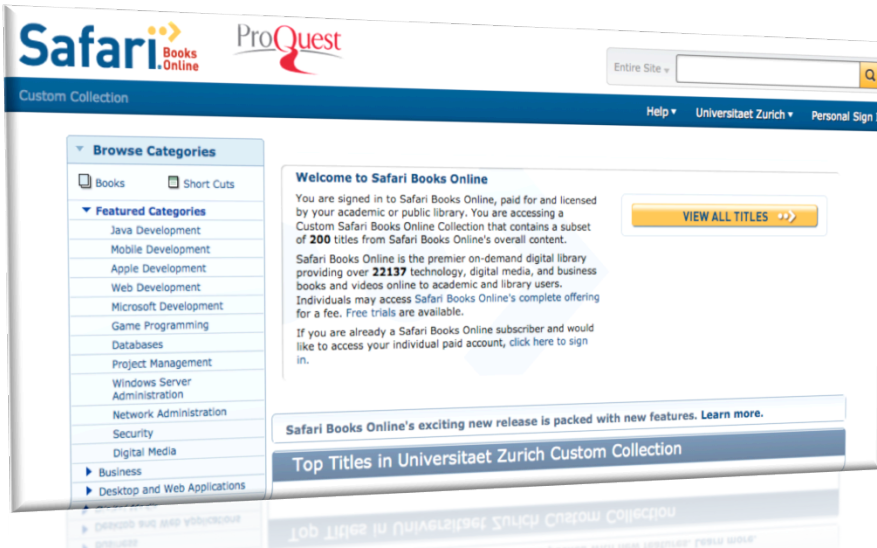 Safari Books Online
ProQuest
Entire Site
Custom Collection
Help
Universitaet Zurich
Personal Sign
Browse Categories
Books
Short Cuts
Featured Categories
Java Development
Mobile Development
Apple Development
Web Development
Microsoft Development
Game Programming
Databases
Project Management
Windows Server
Administration
Network Administration
Security
Digital Media
Business
Desktop and Web Applications
Welcome to Safari Books Online
You are signed in to Safari Books Online, paid for and licensed
by your academic or public library. You are accessing a
Custom Safari Books Online Collection that contains a subset
of 200 titles from Safari Books Online's overall content.
Safari Books Online is the premier on-demand digital library
providing over 22137 technology, digital media, and business
books and videos online to academic and library users.
Individuals may access Safari Books Online's complete offering
for a fee. Free trials are available.
If you are already a Safari Books Online subscriber and would
like to access your individual paid account, click here to sign
in.
VIEW ALL TITLES
Safari Books Online's exciting new release is packed with new features. Learn more.
Top Titles in Universitaet Zurich Custom Collection